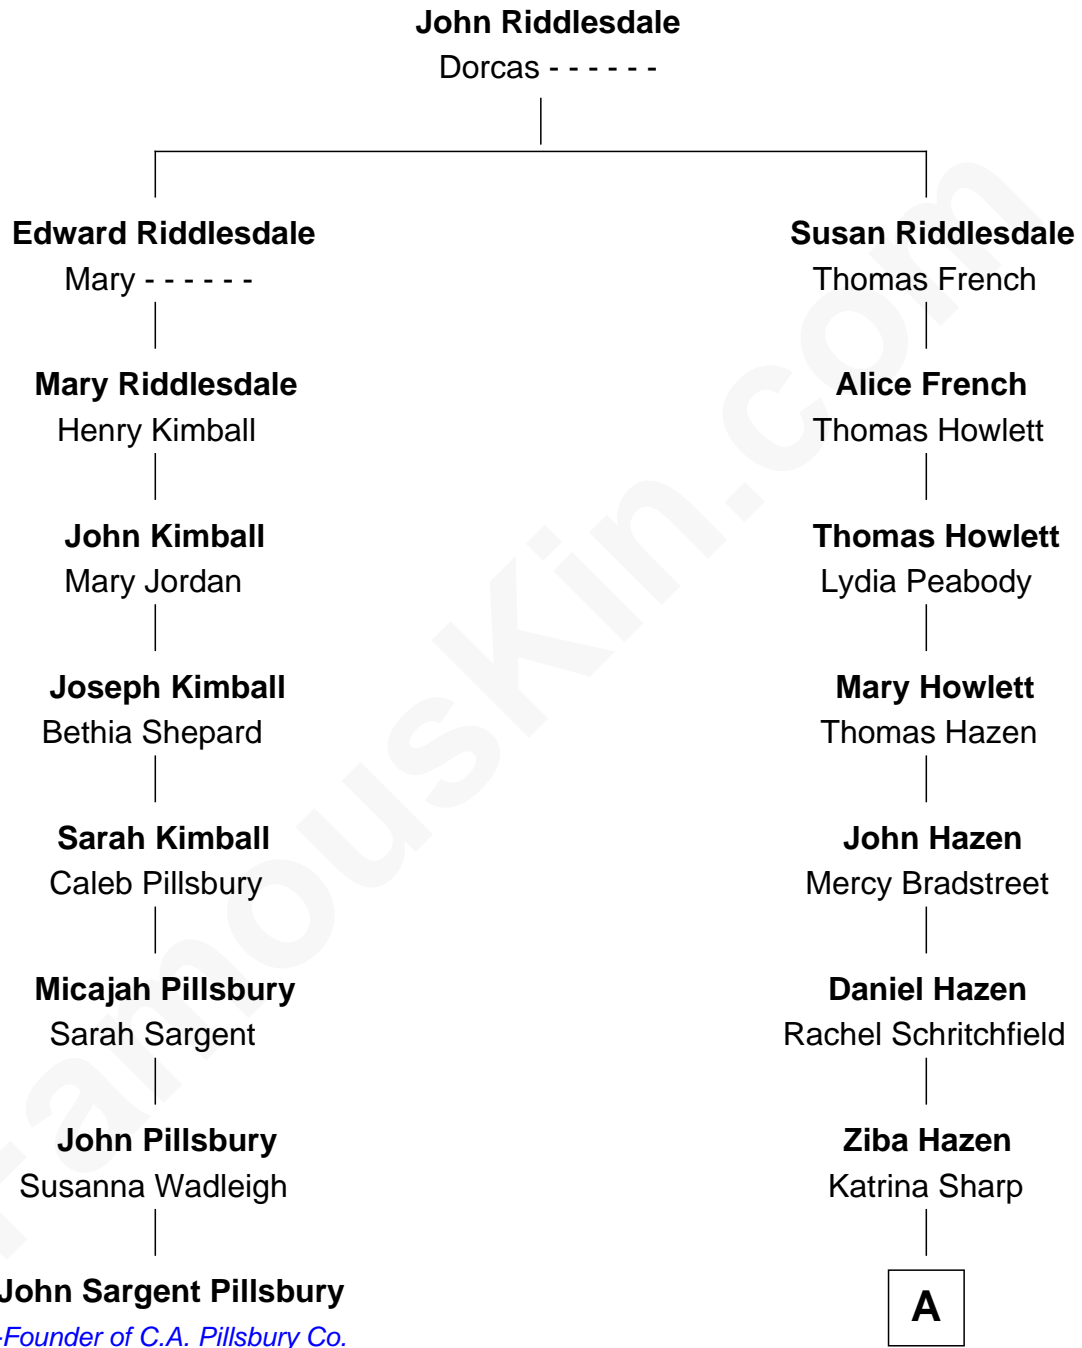 John Riddlesdale
Dorcas - - - - - -
Edward Riddlesdale
Mary - - - - - -
Susan Riddlesdale
Thomas French
Mary Riddlesdale
Henry Kimball
Alice French
Thomas Howlett
John Kimball
Mary Jordan
Thomas Howlett
Lydia Peabody
Joseph Kimball
Bethia Shepard
Mary Howlett
Thomas Hazen
Sarah Kimball
Caleb Pillsbury
John Hazen
Mercy Bradstreet
Micajah Pillsbury
Sarah Sargent
Daniel Hazen
Rachel Schritchfield
John Pillsbury
Susanna Wadleigh
Ziba Hazen
Katrina Sharp
John Sargent Pillsbury
-Founder of C.A. Pillsbury Co.
A
FamousKin.com